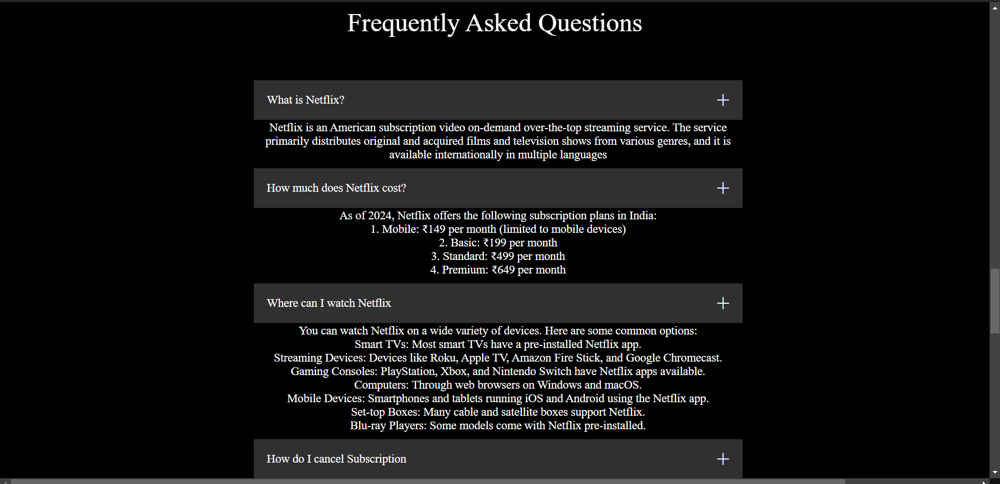 Frequently Asked Questions
What is Netflix?
Netflix is an American subscription video on-demand over-the-top streaming service. The service
primarily distributes original and acquired films and television shows from various genres, and it is
available internationally in multiple languages
How much does Netflix cost?
As of 2024, Netflix offers the following subscription plans in India:
1. Mobile: ₹149 per month (limited to mobile devices)
2. Basic: ₹199 per month
3. Standard: ₹499 per month
4. Premium: ₹649 per month
Where can I watch Netflix
You can watch Netflix on a wide variety of devices. Here are some common options:
Smart TVs: Most smart TVs have a pre-installed Netflix app.
Streaming Devices: Devices like Roku, Apple TV, Amazon Fire Stick, and Google Chromecast.
Gaming Consoles: PlayStation, Xbox, and Nintendo Switch have Netflix apps available.
Computers: Through web browsers on Windows and macOS.
Mobile Devices: Smartphones and tablets running iOS and Android using the Netflix app.
Set-top Boxes: Many cable and satellite boxes support Netflix.
Blu-ray Players: Some models come with Netflix pre-installed.
How do I cancel Subscription